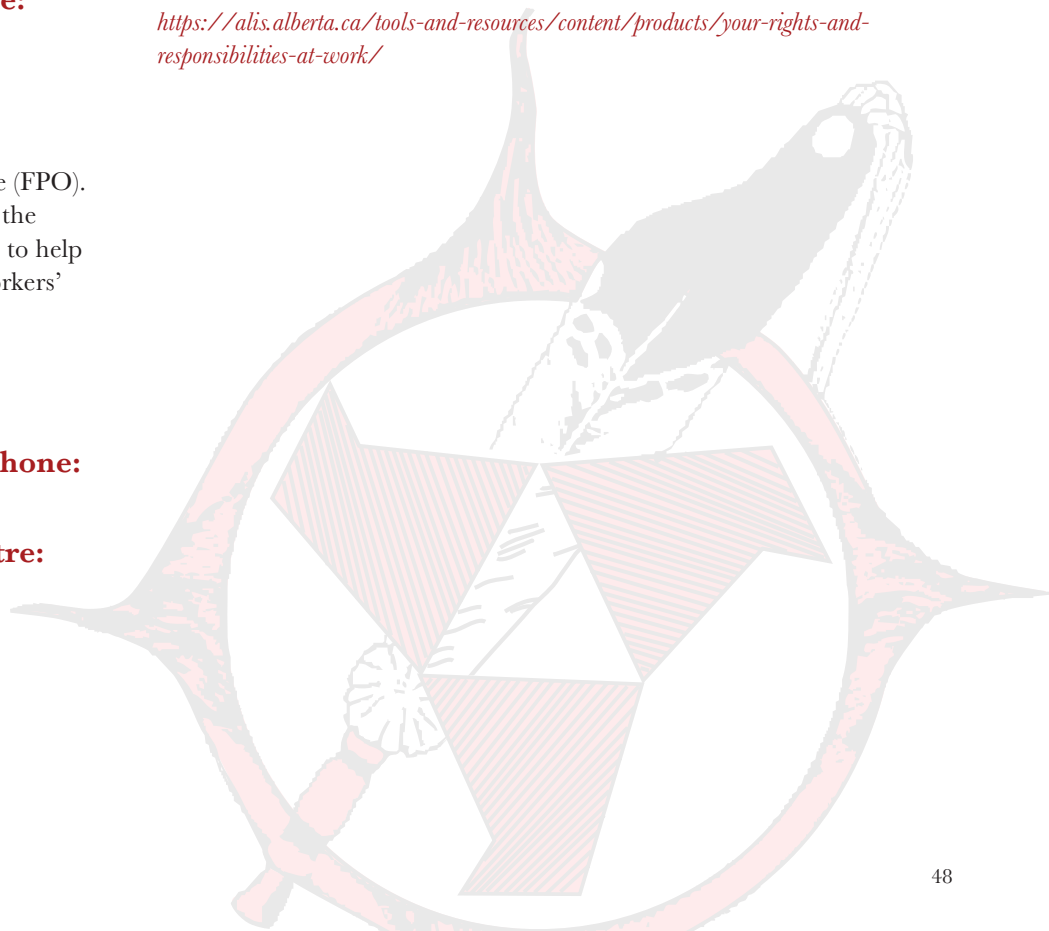 https://alis.alberta.ca/tools-and-resources/content/products/your-rights-and-
responsibilities-at-work/
(FPO).
the
to help
hone:
tre:
48